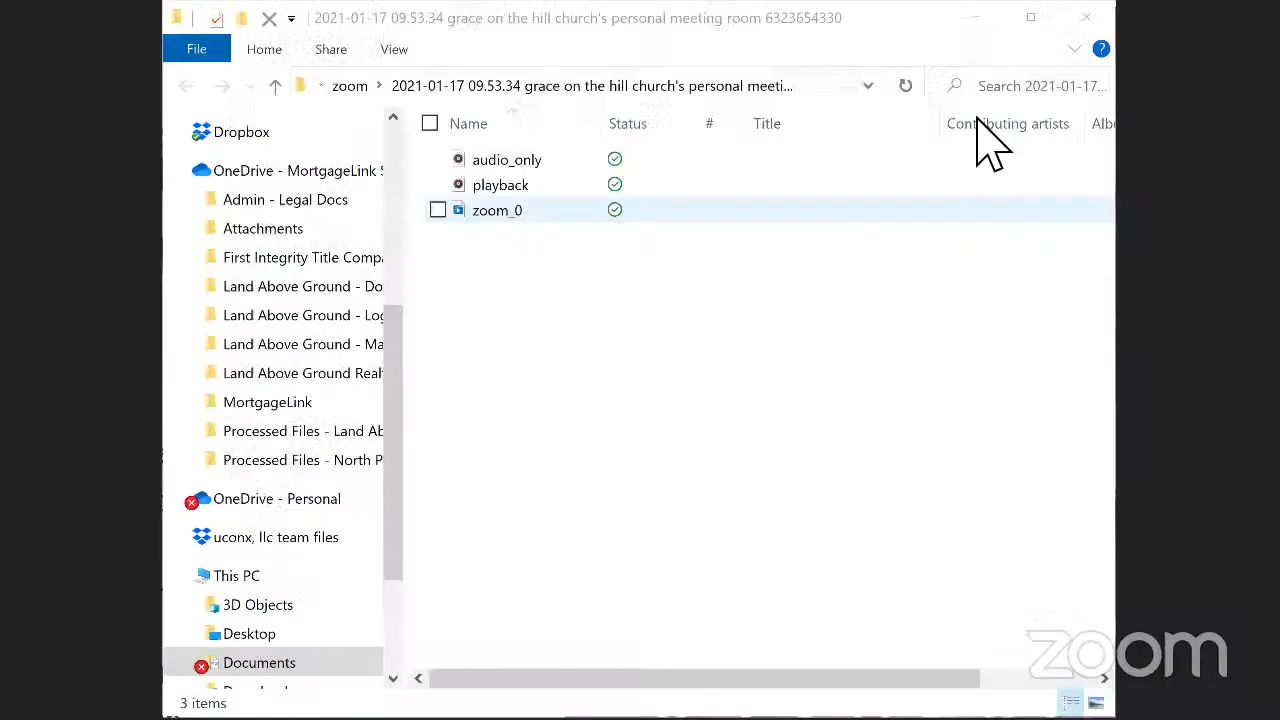 2021-01-17 09.53.34 grace on the hill church's personal meeting room 6323654330
File Home Share View ?
zoom > 2021-01-17 09.53.34 grace on the hill church's personal meeti... Search 2021-01-17...
Name Status # Title Contributing artists Alb
audio_only
playback
zoom_0
Dropbox
OneDrive - MortgageLink S
Admin - Legal Docs
Attachments
First Integrity Title Compa
Land Above Ground - Do
Land Above Ground - Log
Land Above Ground - Ma
Land Above Ground Realt
MortgageLink
Processed Files - Land Ab
Processed Files - North P
OneDrive - Personal
uconx, llc team files
This PC
3D Objects
Desktop
Documents
3 items
zoom